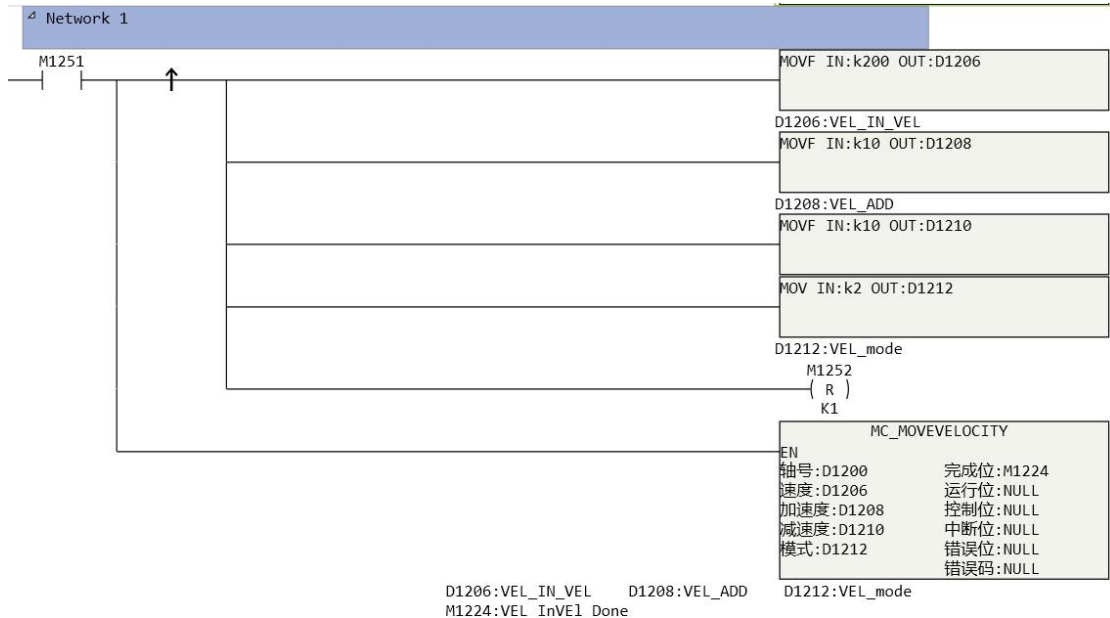 Network 1
M1251
MOVF IN:k200 OUT:D1206
D1206:VEL_IN_VEL
MOVF IN:k10 OUT:D1208
D1208:VEL_ADD
MOVF IN:k10 OUT:D1210
MOV IN:k2 OUT:D1212
D1212:VEL_mode
M1252
( R )
K1
MC_MOVEVELOCITY
EN
轴号:D1200 完成位:M1224
速度:D1206 运行位:NULL
加速度:D1208 控制位:NULL
减速度:D1210 中断位:NULL
模式:D1212 错误位:NULL
错误码:NULL
D1206:VEL_IN_VEL D1208:VEL_ADD D1212:VEL_mode
M1224:VEL InVEl Done